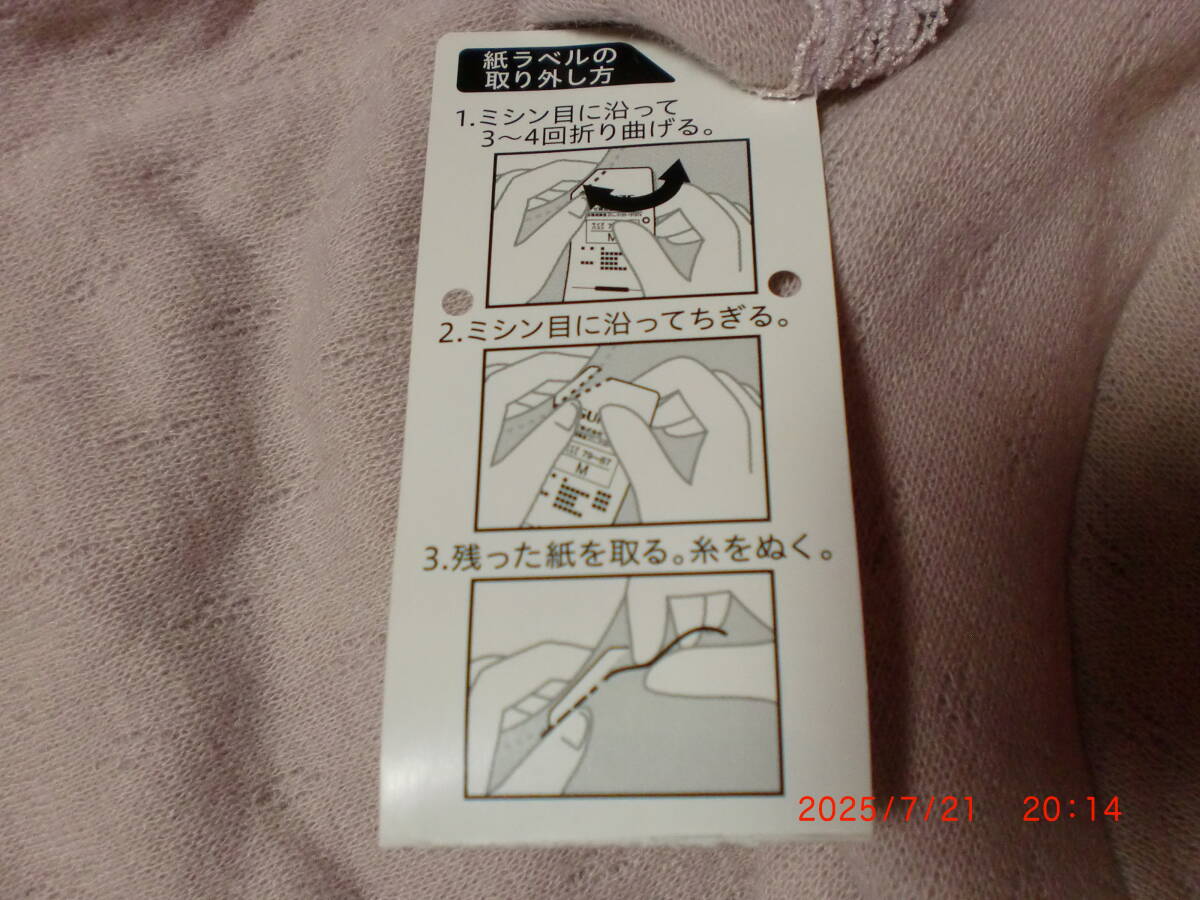 紙ラベルの
取り外し方
1.ミシン目に沿って
3～4回折り曲げる。
M
2.ミシン目に沿ってちぎる。
79～87
M
3.残った紙を取る。糸をぬく。
2025/7/21 20:14